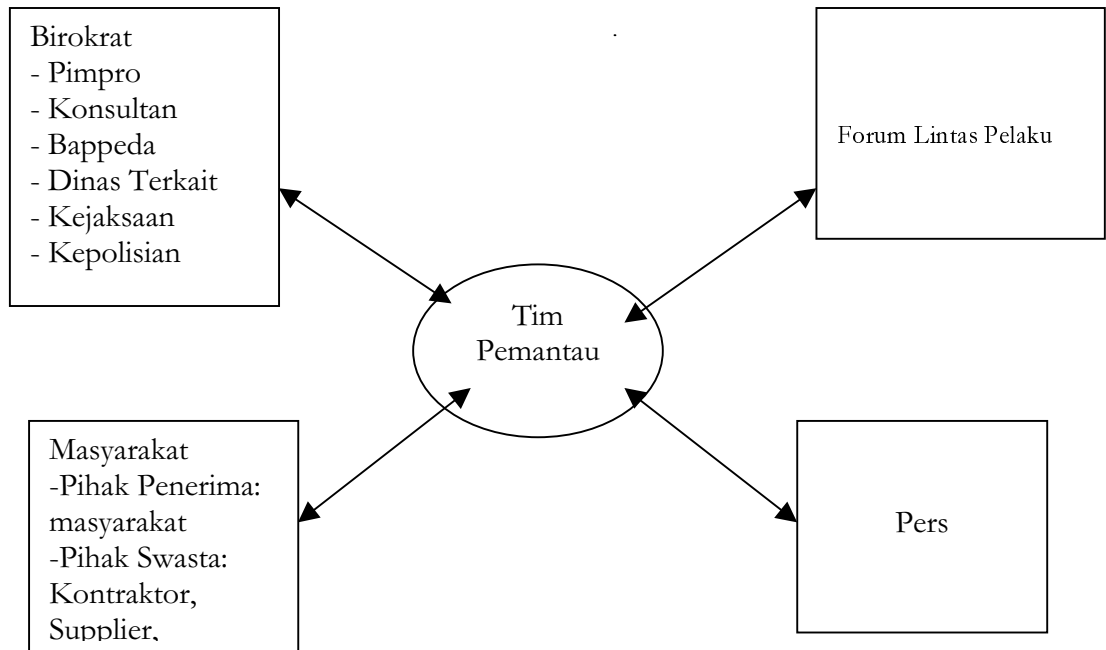 Birokrat
- Pimpro
- Konsultan
- Bappeda
- Dinas Terkait
- Kejaksaan
- Kepolisian
Forum Lintas Pelaku
Tim
Pemantau
Masyarakat
-Pihak Penerima:
masyarakat
-Pihak Swasta:
Kontraktor,
Supplier,
Pers